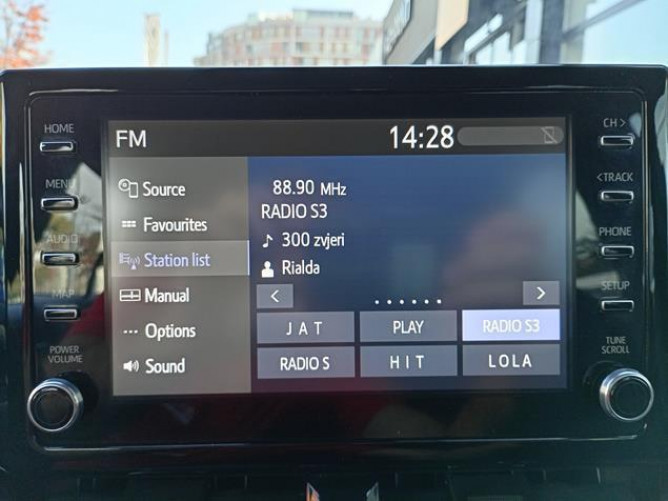 HOME
MENU
AUDIO
MAP
POWER
VOLUME
FM
14:28
Source
Favourites
Station list
Manual
Options
Sound
88.90 MHz
RADIO S3
300 zvjeri
Rialda
<
>
J A T
PLAY
RADIO S3
RADIO S
H I T
LOLA
CH >
<TRACK
PHONE
SETUP
TUNE
SCROLL